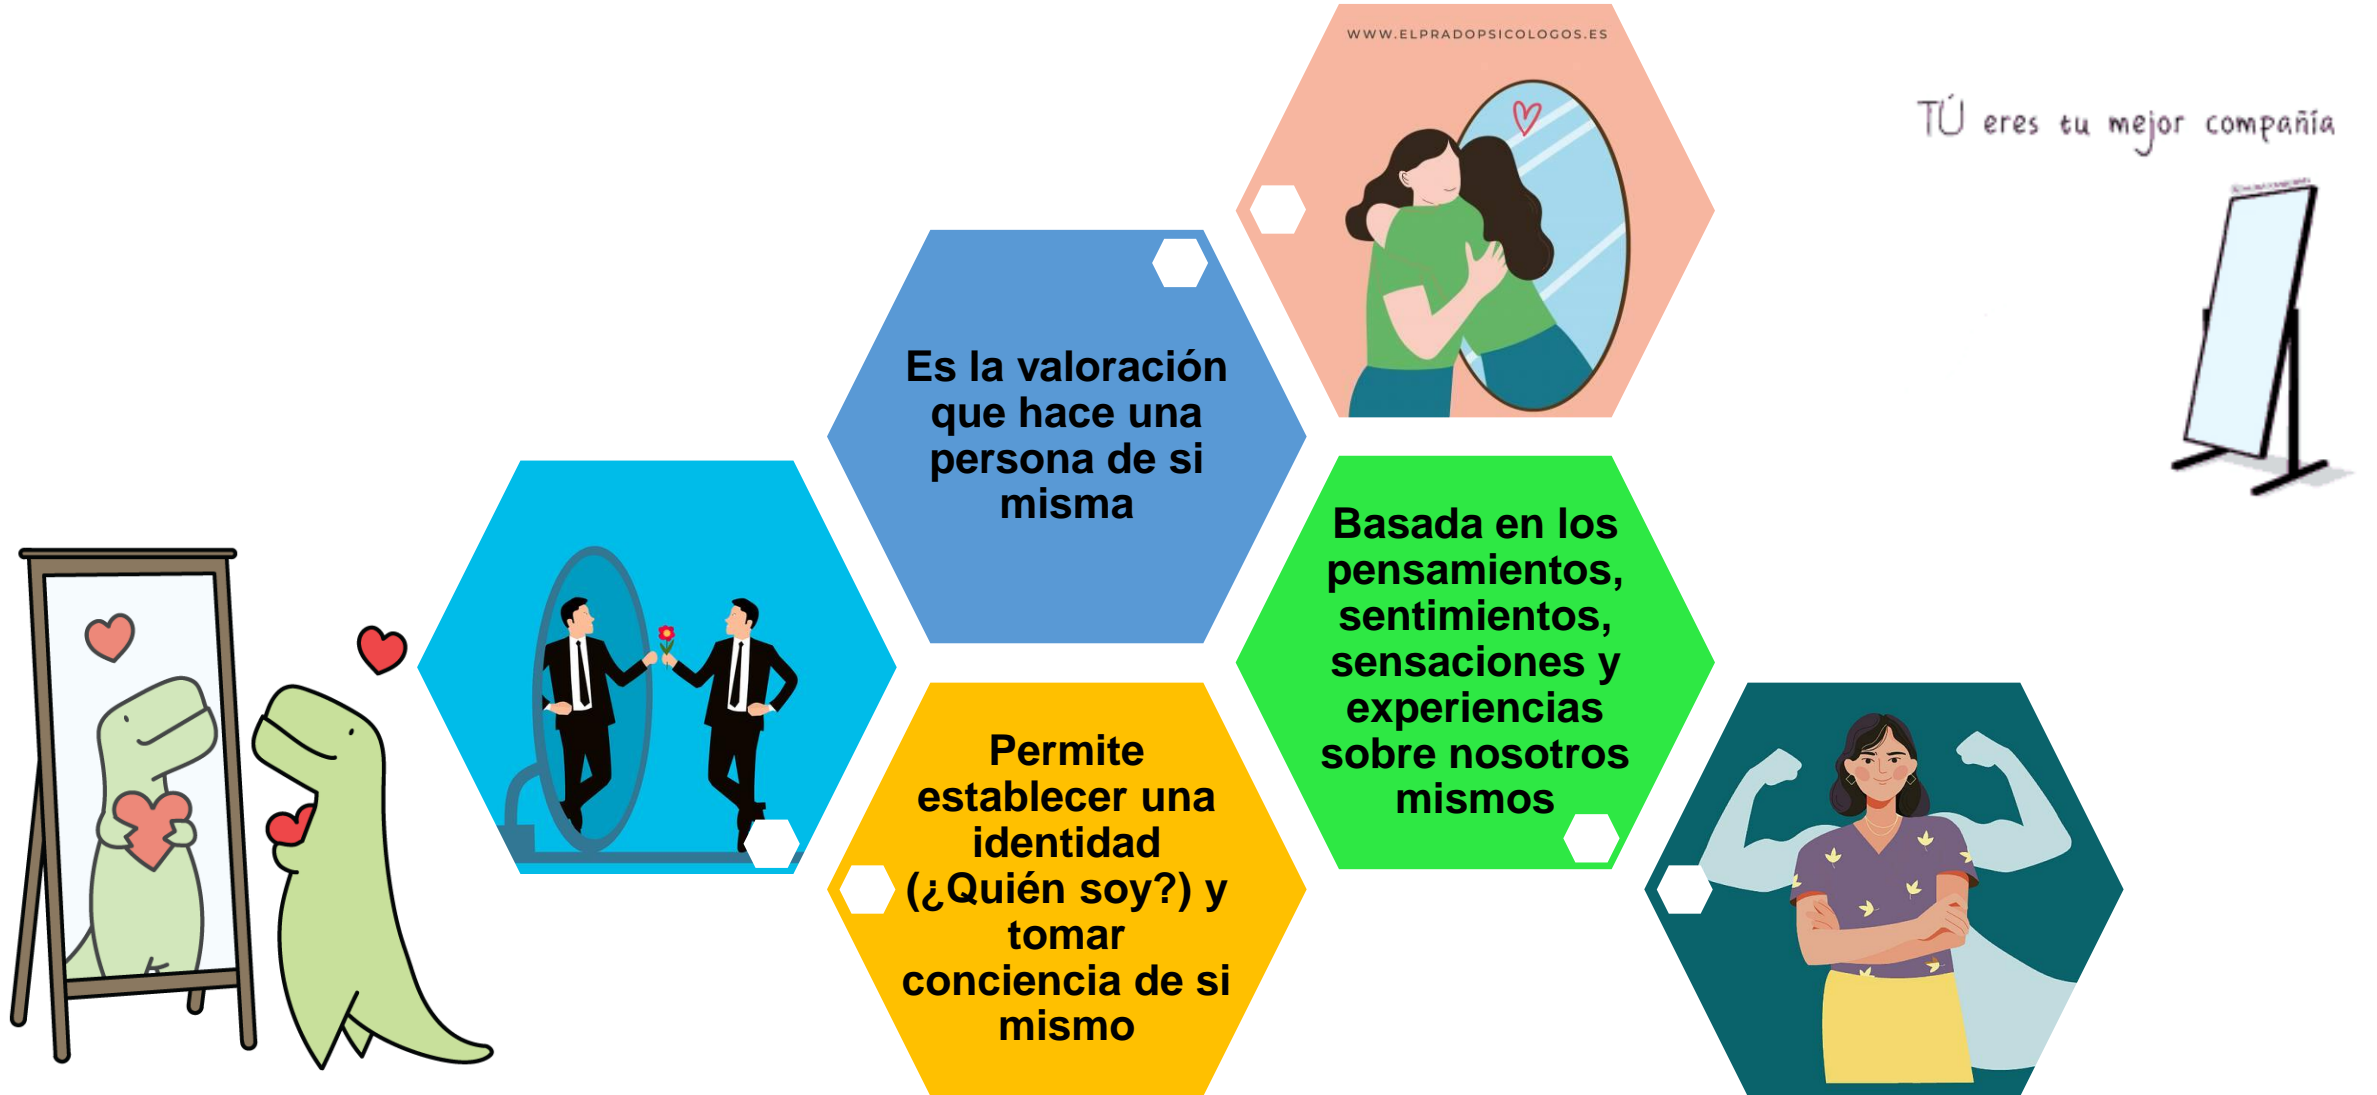 WWW.ELPRADOPSICOLOGOS.ES
TÚ eres tu mejor compañía
Es la valoración
que hace una
persona de si
misma
Basada en los
pensamientos,
sentimientos,
sensaciones y
experiencias
sobre nosotros
mismos
Permite
establecer una
identidad
(¿Quién soy?) y
tomar
conciencia de si
mismo